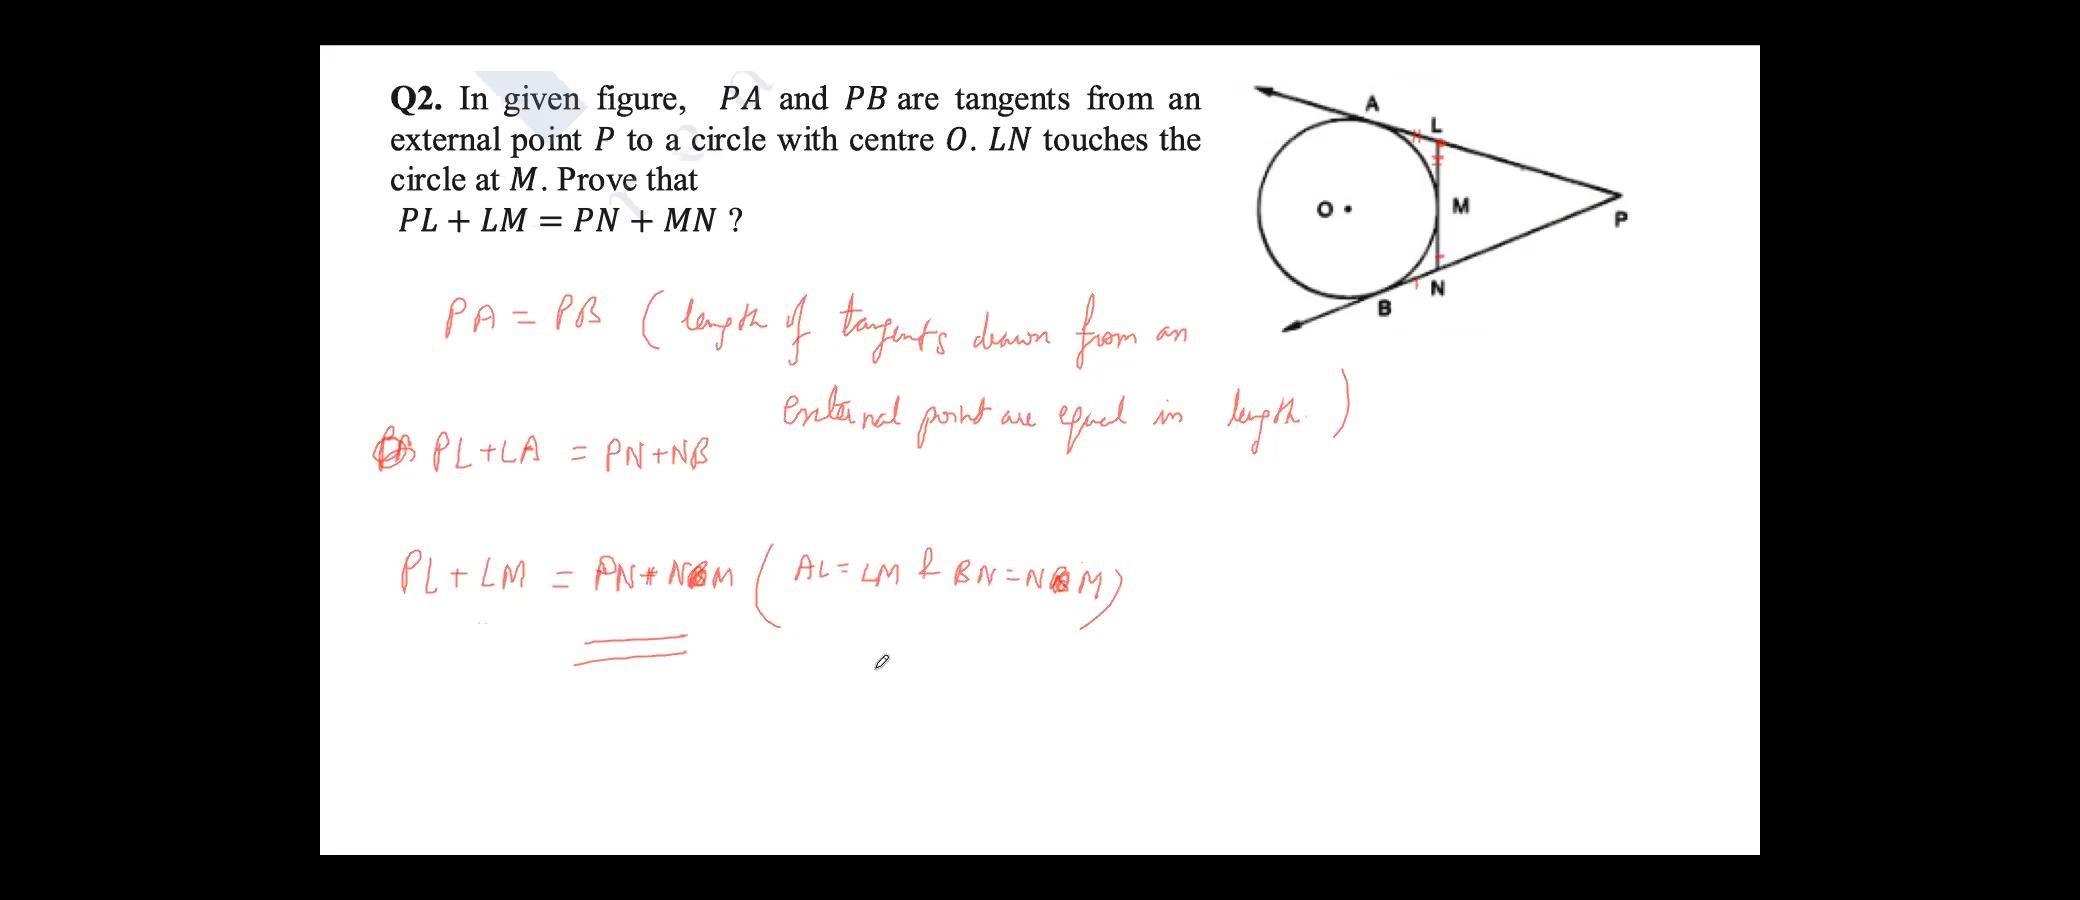 Q2. In given figure, PA and PB are tangents from an
external point P to a circle with centre O. LN touches the
circle at M. Prove that
PL + LM = PN + MN ?
A
L
O
M
P
N
B
PA = PB ( length of tangents drawn from an
external point are equal in length. )
PL + LA = PN + NB
PL + LM = PN + NM ( AL = LM & BN = NM )